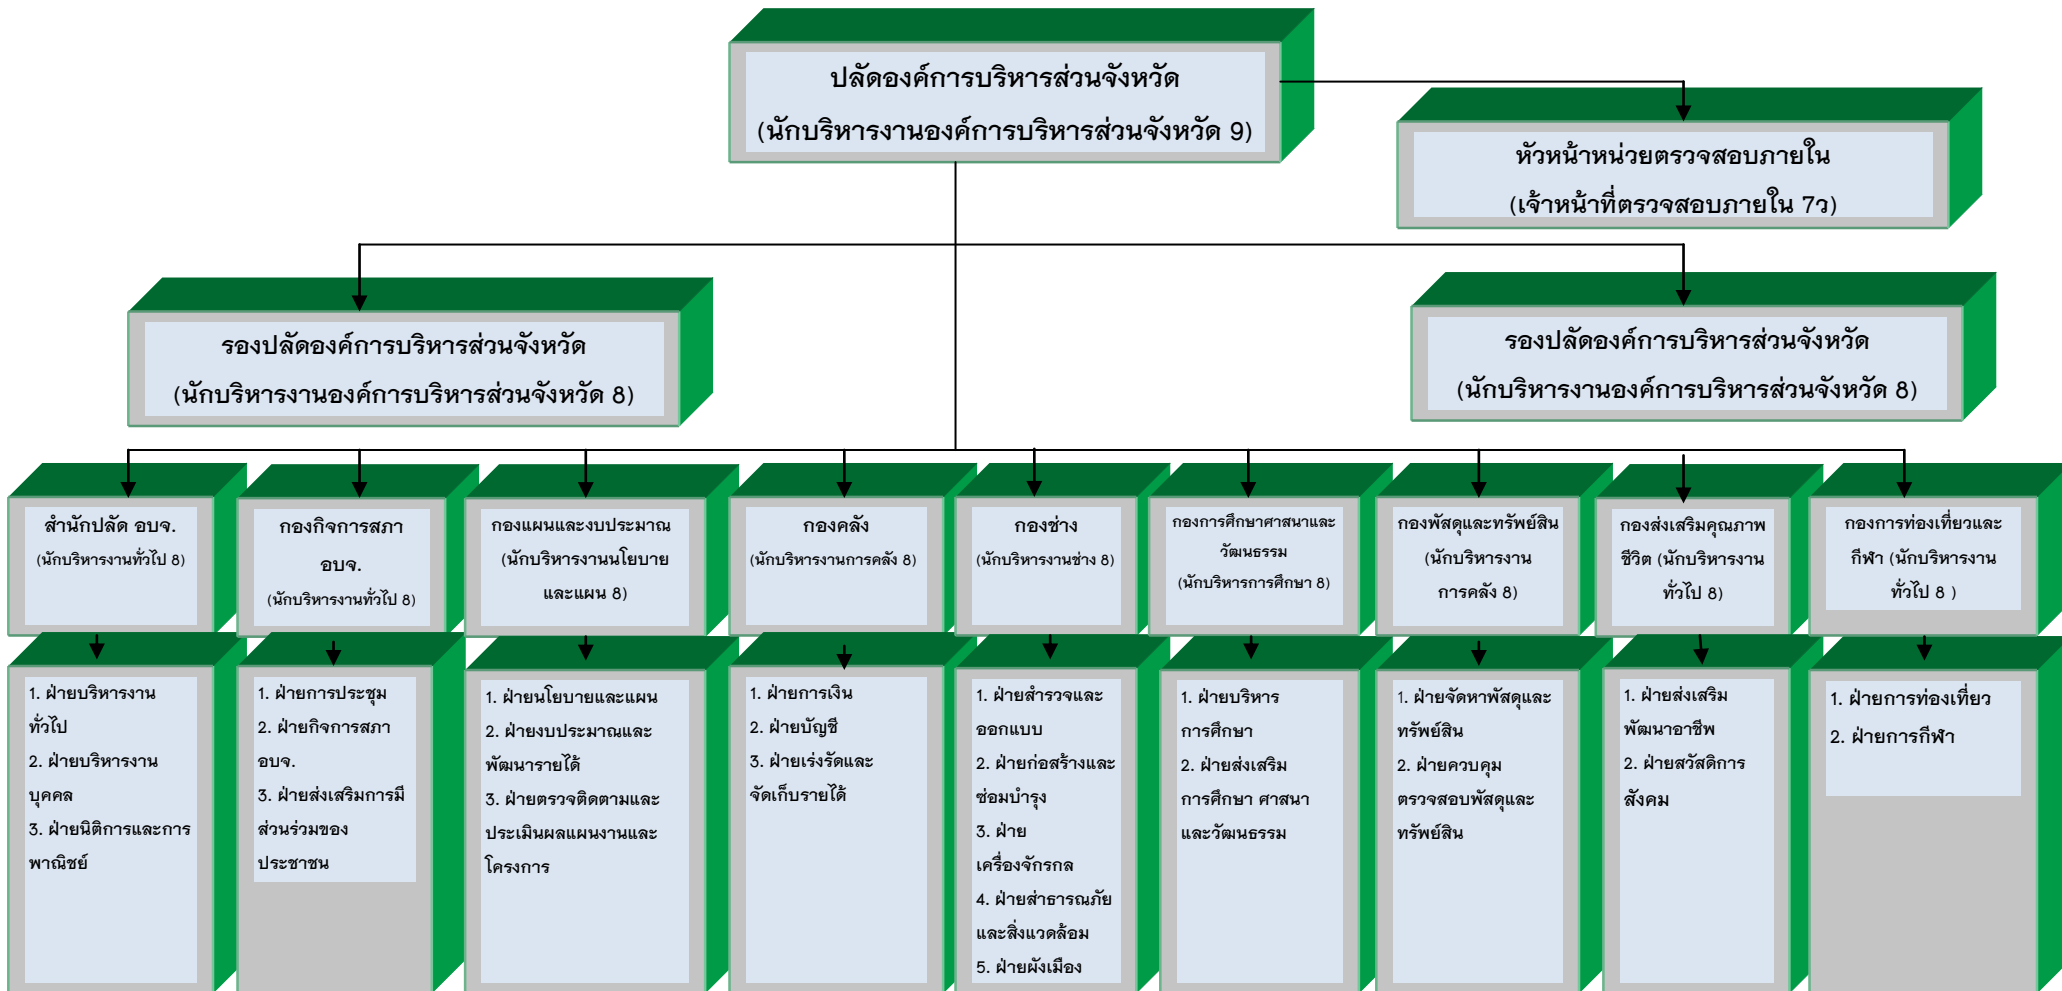 ปลัดองค์การบริหารส่วนจังหวัด
(นักบริหารงานองค์การบริหารส่วนจังหวัด 9)
หัวหน้าหน่วยตรวจสอบภายใน
(เจ้าหน้าที่ตรวจสอบภายใน 7ว)
รองปลัดองค์การบริหารส่วนจังหวัด
(นักบริหารงานองค์การบริหารส่วนจังหวัด 8)
รองปลัดองค์การบริหารส่วนจังหวัด
(นักบริหารงานองค์การบริหารส่วนจังหวัด 8)
สำนักปลัด อบจ.
(นักบริหารงานทั่วไป 8)
กองกิจการสภา
อบจ.
(นักบริหารงานทั่วไป 8)
กองแผนและงบประมาณ
(นักบริหารงานนโยบาย
และแผน 8)
กองคลัง
(นักบริหารงานการคลัง 8)
กองช่าง
(นักบริหารงานช่าง 8)
กองการศึกษาศาสนาและ
วัฒนธรรม
(นักบริหารการศึกษา 8)
กองพัสดุและทรัพย์สิน
(นักบริหารงาน
การคลัง 8)
กองส่งเสริมคุณภาพ
ชีวิต (นักบริหารงาน
ทั่วไป 8)
กองการท่องเที่ยวและ
กีฬา (นักบริหารงาน
ทั่วไป 8 )
1. ฝ่ายบริหารงาน
ทั่วไป
2. ฝ่ายบริหารงาน
บุคคล
3. ฝ่ายนิติการและการ
พาณิชย์
1. ฝ่ายการประชุม
2. ฝ่ายกิจการสภา
อบจ.
3. ฝ่ายส่งเสริมการมี
ส่วนร่วมของ
ประชาชน
1. ฝ่ายนโยบายและแผน
2. ฝ่ายงบประมาณและ
พัฒนารายได้
3. ฝ่ายตรวจติดตามและ
ประเมินผลแผนงานและ
โครงการ
1. ฝ่ายการเงิน
2. ฝ่ายบัญชี
3. ฝ่ายเร่งรัดและ
จัดเก็บรายได้
1. ฝ่ายสำรวจและ
ออกแบบ
2. ฝ่ายก่อสร้างและ
ซ่อมบำรุง
3. ฝ่าย
เครื่องจักรกล
4. ฝ่ายส่าธารณภัย
และสิ่งแวดล้อม
5. ฝ่ายผังเมือง
1. ฝ่ายบริหาร
การศึกษา
2. ฝ่ายส่งเสริม
การศึกษา ศาสนา
และวัฒนธรรม
1. ฝ่ายจัดหาพัสดุและ
ทรัพย์สิน
2. ฝ่ายควบคุม
ตรวจสอบพัสดุและ
ทรัพย์สิน
1. ฝ่ายส่งเสริม
พัฒนาอาชีพ
2. ฝ่ายสวัสดิการ
สังคม
1. ฝ่ายการท่องเที่ยว
2. ฝ่ายการกีฬา